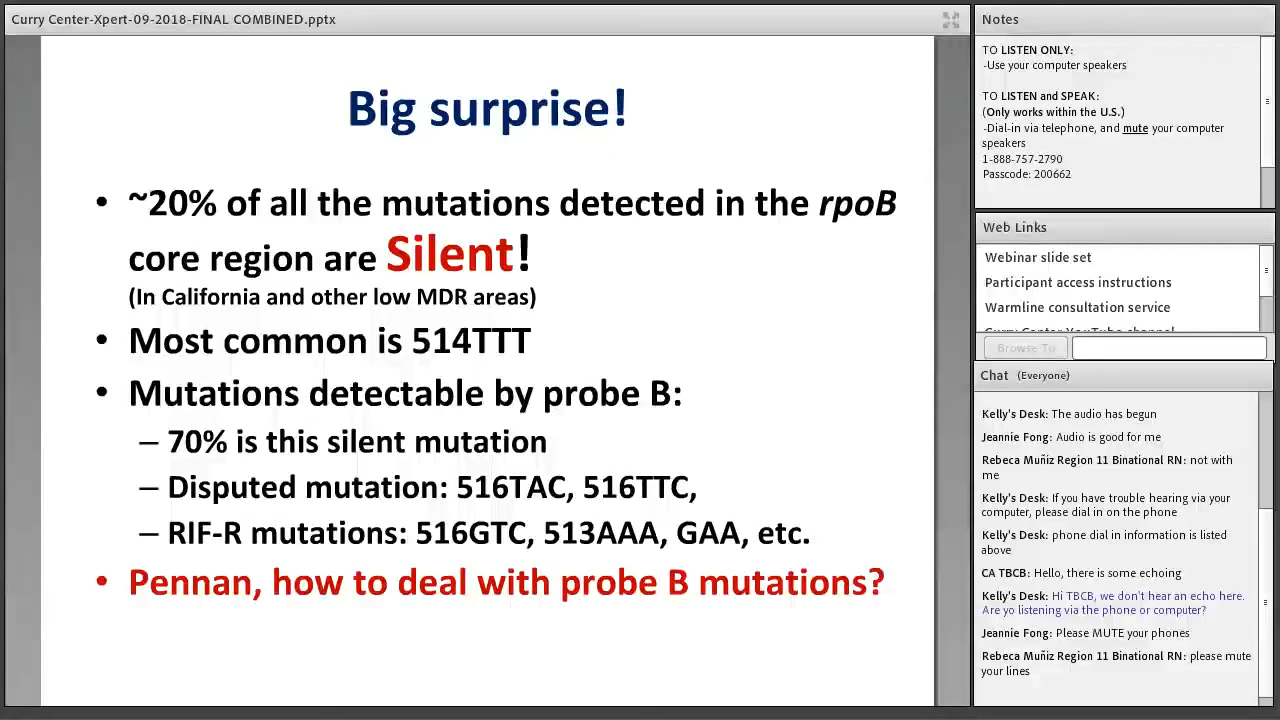 Curry Center-Xpert-09-2018-FINAL COMBINED.pptx
Big surprise!
• ~20% of all the mutations detected in the rpoB
core region are Silent!
(In California and other low MDR areas)
• Most common is 514TTT
• Mutations detectable by probe B:
– 70% is this silent mutation
– Disputed mutation: 516TAC, 516TTC,
– RIF-R mutations: 516GTC, 513AAA, GAA, etc.
• Pennan, how to deal with probe B mutations?
Notes
TO LISTEN ONLY:
-Use your computer speakers
TO LISTEN and SPEAK:
(Only works within the U.S.)
-Dial-in via telephone, and mute your computer
speakers
1-888-757-2790
Passcode: 200662
Web Links
Webinar slide set
Participant access instructions
Warmline consultation service
Curry Center YouTube channel
Browse To
Chat (Everyone)
Kelly's Desk: The audio has begun
Jeannie Fong: Audio is good for me
Rebeca Muñiz Region 11 Binational RN: not with
me
Kelly's Desk: If you have trouble hearing via your
computer, please dial in on the phone
Kelly's Desk: phone dial in information is listed
above
CA TBCB: Hello, there is some echoing
Kelly's Desk: Hi TBCB, we don't hear an echo here.
Are yo listening via the phone or computer?
Jeannie Fong: Please MUTE your phones
Rebeca Muñiz Region 11 Binational RN: please mute
your lines